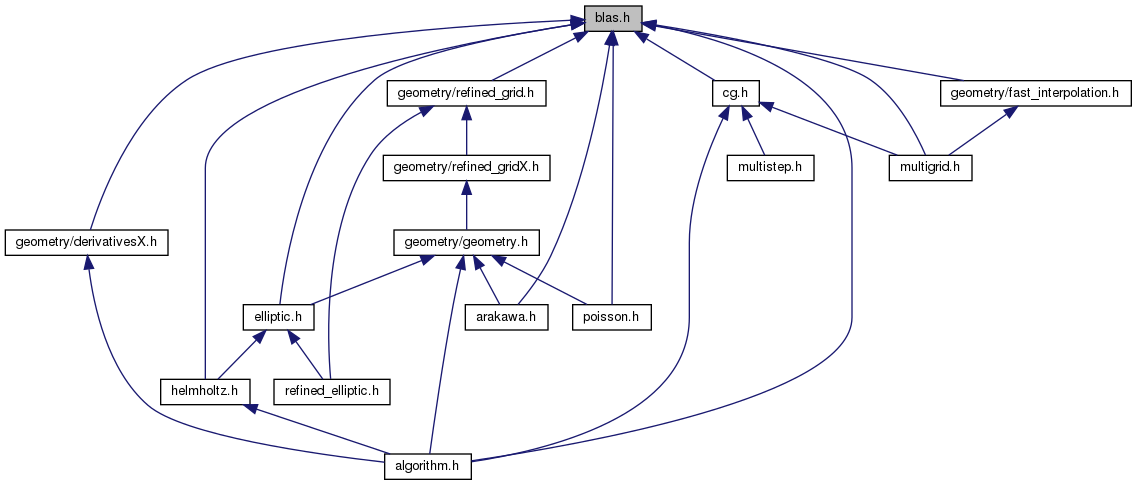 blas.h
geometry/refined_grid.h
cg.h
geometry/fast_interpolation.h
geometry/refined_gridX.h
multistep.h
multigrid.h
geometry/derivativesX.h
geometry/geometry.h
elliptic.h
arakawa.h
poisson.h
helmholtz.h
refined_elliptic.h
algorithm.h